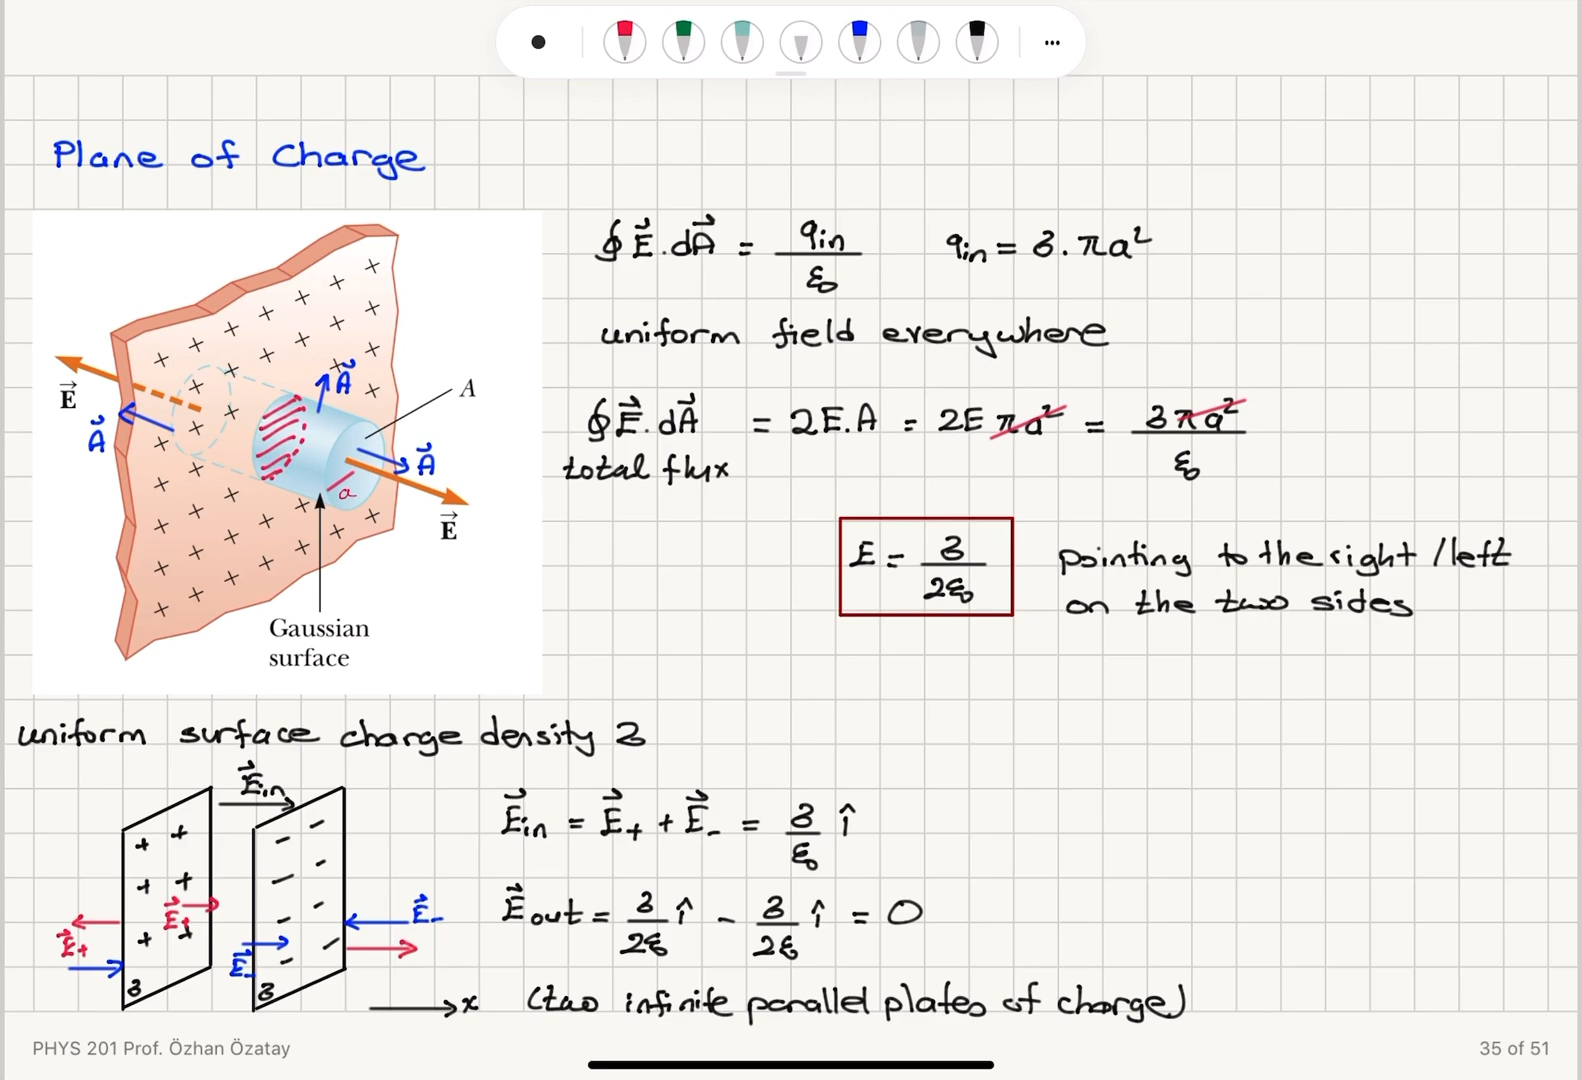 Plane of Charge
∮E⃗.dA⃗ = qin/ε₀ qin = σ.πa²
uniform field everywhere
∮E⃗.dA⃗ = 2E.A = 2Eπa² = σπa²/ε₀
total flux
E = σ/2ε₀ pointing to the right/left
on the two sides
E⃗
A⃗
A⃗
A
A⃗
a
E⃗
Gaussian
surface
uniform surface charge density σ
E⃗in
+ +
+ +
+ +
E⃗+
E⃗+
E⃗-
E⃗-
σ
σ
x
E⃗in = E⃗+ + E⃗- = σ/ε₀ î
E⃗out = σ/2ε₀ î - σ/2ε₀ î = 0
(two infinite parallel plates of charge)
PHYS 201 Prof. Özhan Özatay
35 of 51